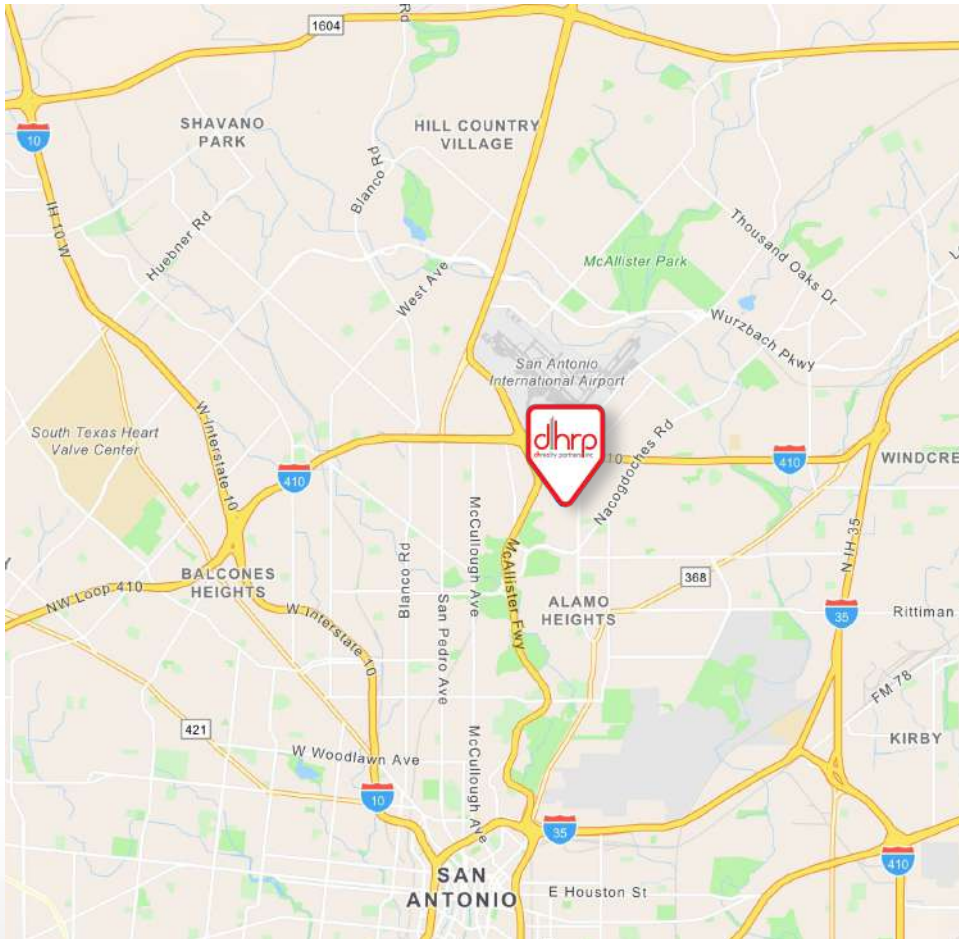 Rd
1604
SHAVANO
PARK
HILL COUNTRY
VILLAGE
10
Blanco Rd
IH 10 W
Huebner Rd
West Ave
McAllister Park
Thousand Oaks Dr
Wurzbach Pkwy
San Antonio
International Airport
South Texas Heart
Valve Center
W Interstate 10
dhrp
10
410
410
Nacogdoches Rd
WINDCRE
McCullough Ave
N IH 35
Blanco Rd
San Pedro Ave
McAllister Fwy
368
BALCONES
HEIGHTS
NW Loop 410
W Interstate 10
ALAMO
HEIGHTS
35
Rittiman
FM 78
421
KIRBY
W Woodlawn Ave
McCullough Ave
10
35
410
SAN
ANTONIO
E Houston St